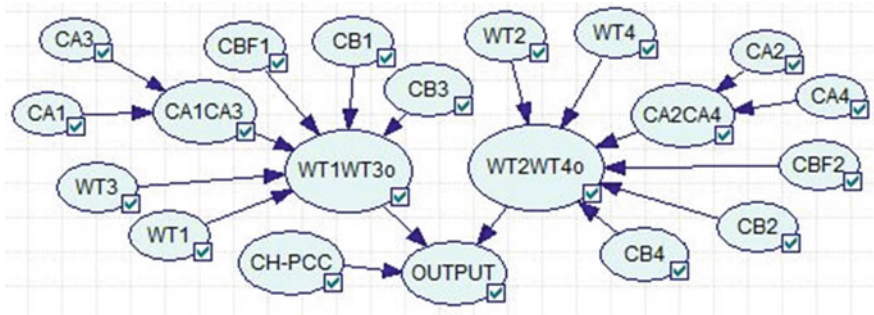 CA3
CBF1
CB1
WT2
WT4
CA2
CB3
CA4
CA1
CA1CA3
CA2CA4
WT1WT3o
WT2WT4o
CBF2
WT3
WT1
CB2
CB4
CH-PCC
OUTPUT